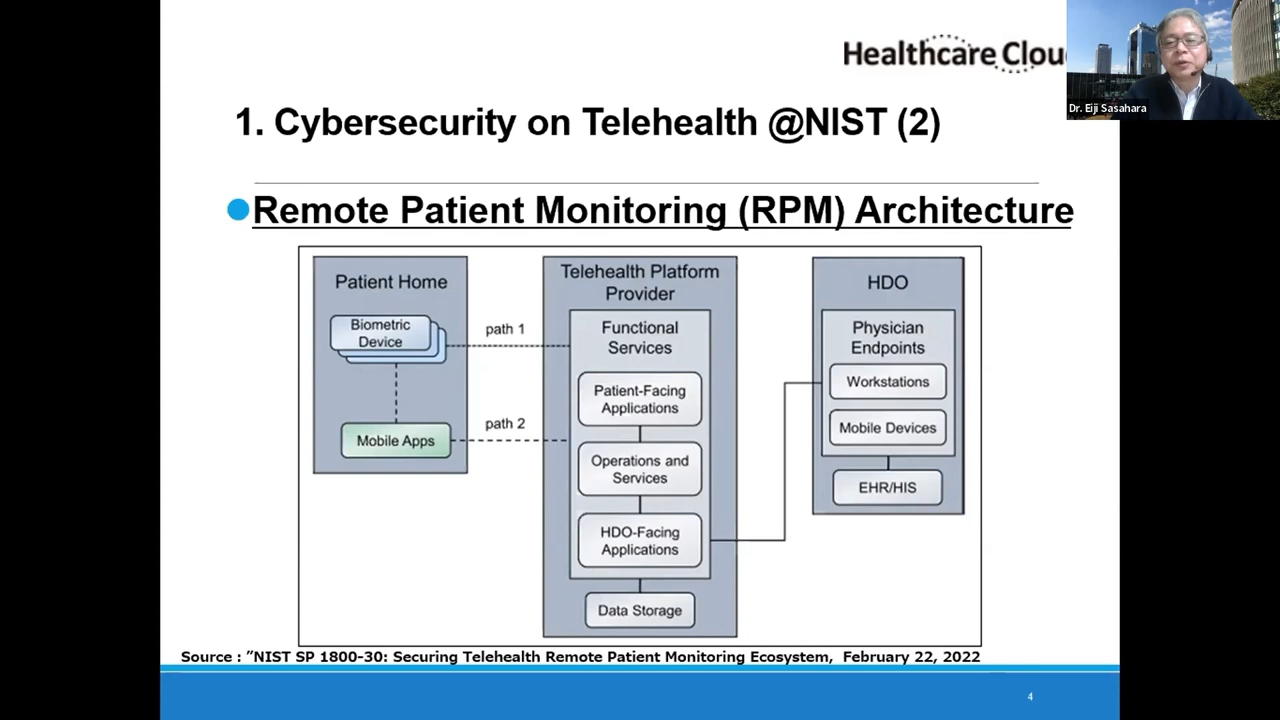 Healthcare Clou
Dr. Eiji Sasahara
1. Cybersecurity on Telehealth @NIST (2)
Remote Patient Monitoring (RPM) Architecture
Patient Home
Biometric
Device
Mobile Apps
path 1
path 2
Telehealth Platform
Provider
Functional
Services
Patient-Facing
Applications
Operations and
Services
HDO-Facing
Applications
Data Storage
HDO
Physician
Endpoints
Workstations
Mobile Devices
EHR/HIS
Source : ”NIST SP 1800-30: Securing Telehealth Remote Patient Monitoring Ecosystem, February 22, 2022
4